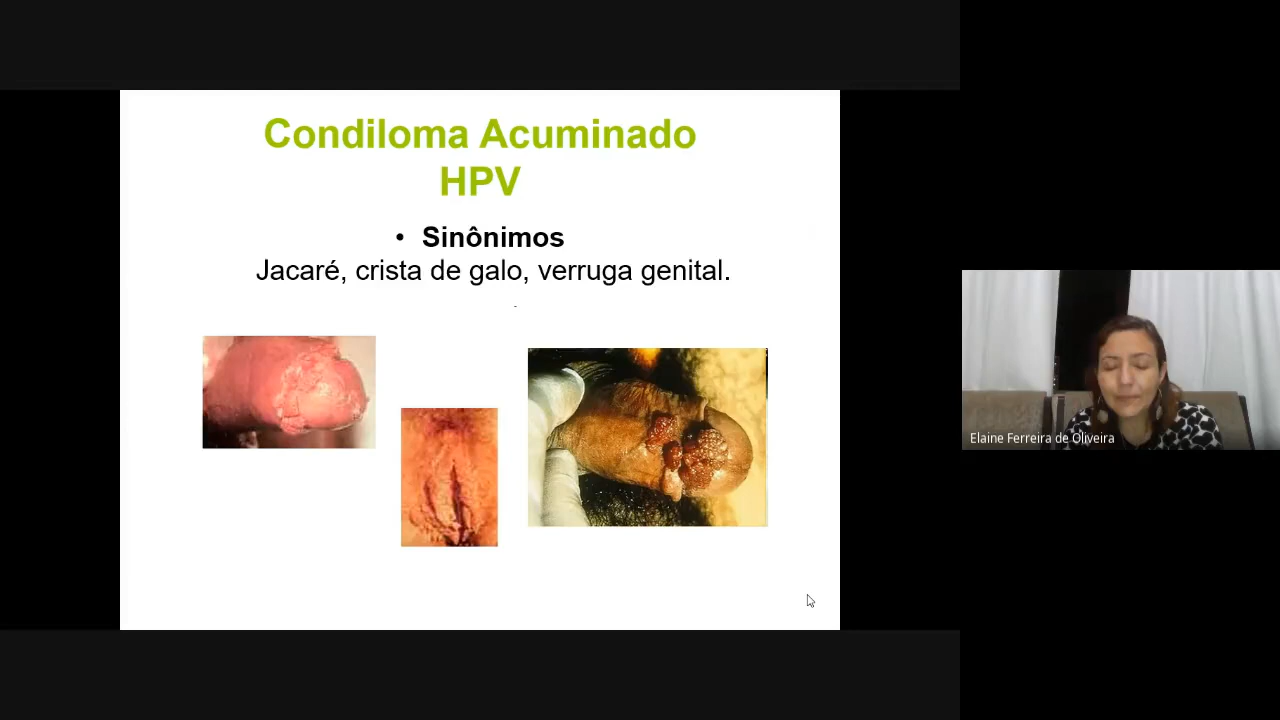 Condiloma Acuminado
HPV
• Sinônimos
Jacaré, crista de galo, verruga genital.
Elaine Ferreira de Oliveira